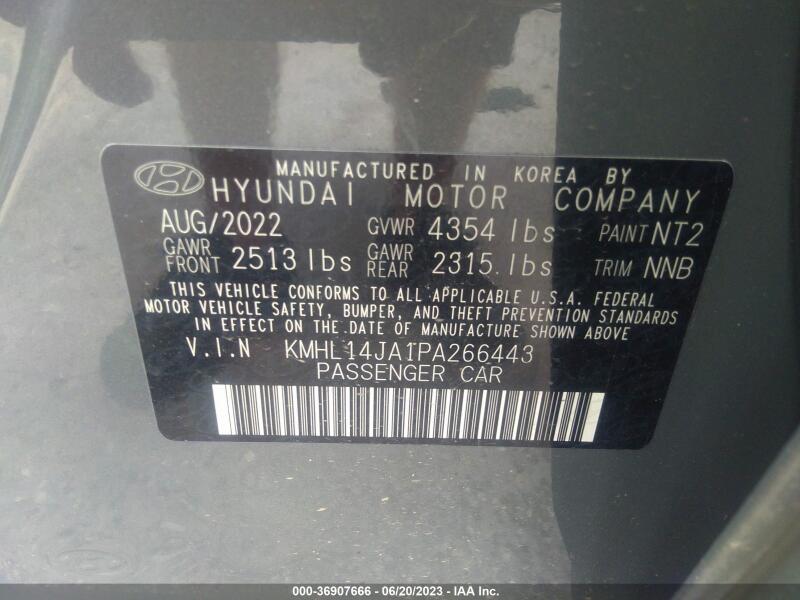 MANUFACTURED IN KOREA BY
HYUNDAI MOTOR COMPANY
AUG/2022 GVWR 4354 lbs PAINT NT2
GAWR FRONT 2513 lbs GAWR REAR 2315.lbs TRIM NNB
THIS VEHICLE CONFORMS TO ALL APPLICABLE U.S.A. FEDERAL
MOTOR VEHICLE SAFETY, BUMPER, AND THEFT PREVENTION STANDARDS
IN EFFECT ON THE DATE OF MANUFACTURE SHOWN ABOVE
V.I.N KMHL14JA1PA266443
PASSENGER CAR
000-36907666 - 06/20/2023 - IAA Inc.